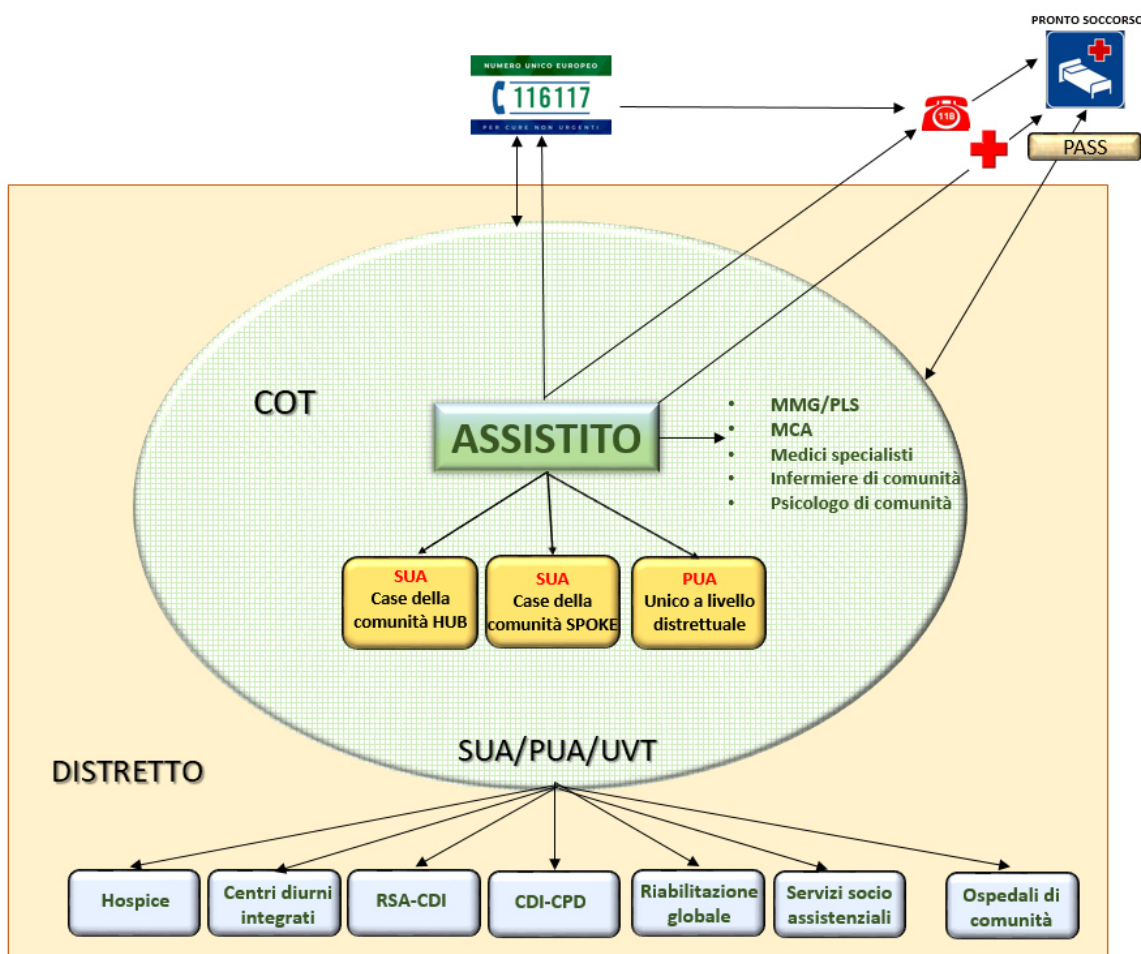 PRONTO SOCCORSO
NUMERO UNICO EUROPEO
116117
PER CURE NON URGENTI
118
PASS
COT
ASSISTITO
• MMG/PLS
• MCA
• Medici specialisti
• Infermiere di comunità
• Psicologo di comunità
SUA
Case della
comunità HUB
SUA
Case della
comunità SPOKE
PUA
Unico a livello
distrettuale
SUA/PUA/UVT
DISTRETTO
Hospice
Centri diurni
integrati
RSA-CDI
CDI-CPD
Riabilitazione
globale
Servizi socio
assistenziali
Ospedali di
comunità